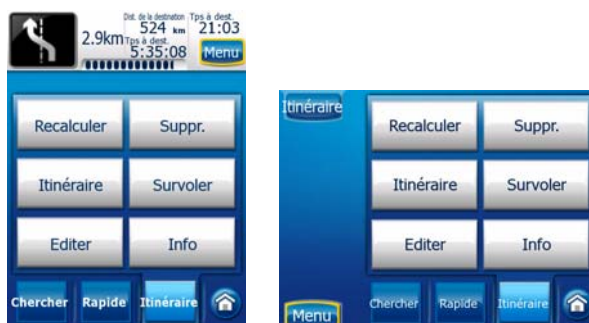 Dist. de la destination Tps à dest.
524 km 21:03
2.9km Tps à dest.
5:35:08 Menu
Recalculer Suppr.
Itinéraire Survoler
Editer Info
Chercher Rapide Itinéraire
Itinéraire
Recalculer Suppr.
Itinéraire Survoler
Editer Info
Menu Chercher Rapide Itinéraire